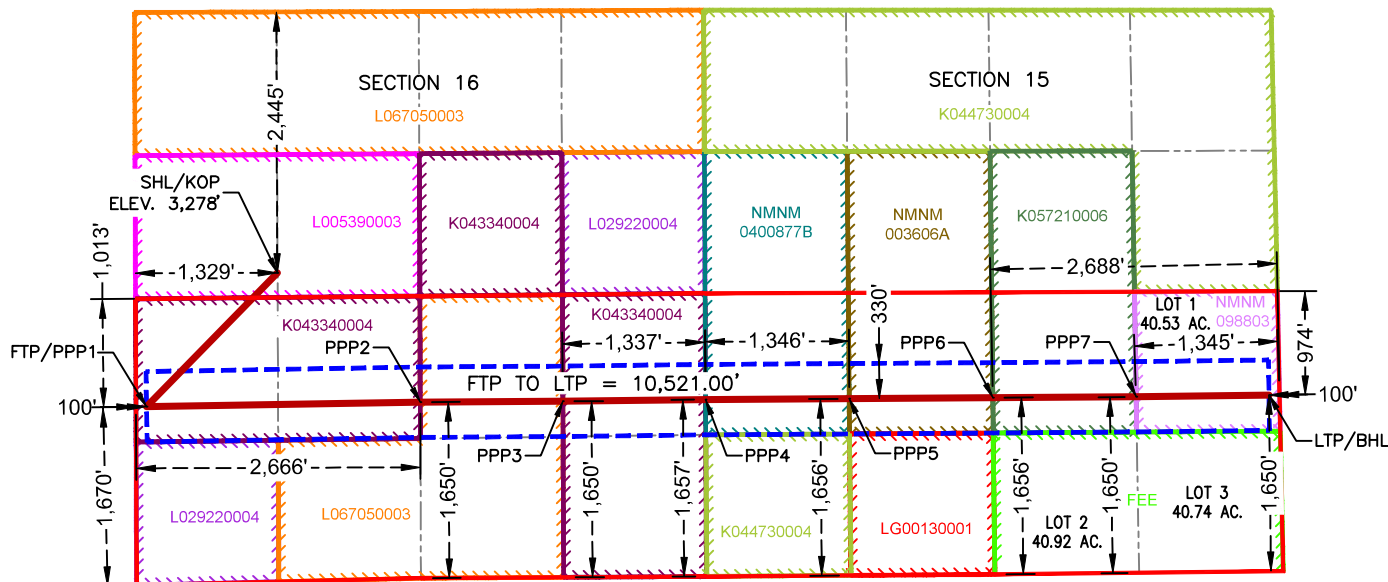 SECTION 16
SECTION 15
L067050003
K044730004
2,445'
SHL/KOP
ELEV. 3,278'
L005390003
K043340004
L029220004
NMNM
0400877B
NMNM
003606A
K057210006
1,013'
1,329'
2,688'
330'
K043340004
K043340004
LOT 1
40.53 AC.
NMNM
098803
974'
FTP/PPP1
PPP2
1,337'
1,346'
PPP6
PPP7
1,345'
FTP TO LTP = 10,521.00'
100'
100'
2,666'
PPP3
PPP4
PPP5
LTP/BHL
1,670'
1,650'
1,650'
1,657'
1,656'
1,656'
1,650'
1,650'
L029220004
L067050003
K044730004
LG00130001
FEE
LOT 2
40.92 AC.
LOT 3
40.74 AC.